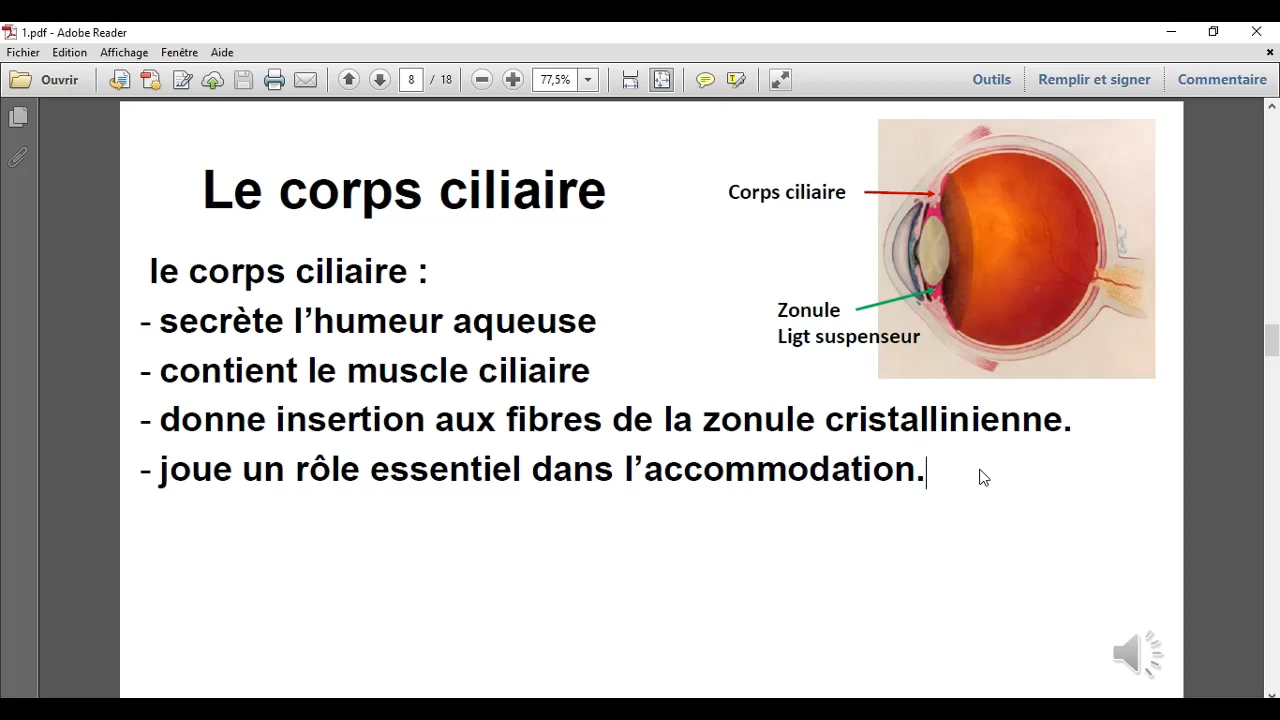 1.pdf - Adobe Reader
Fichier Edition Affichage Fenêtre Aide
Ouvrir 8 / 18 77,5% Outils Remplir et signer Commentaire
Le corps ciliaire
Corps ciliaire
le corps ciliaire :
- secrète l’humeur aqueuse
Zonule
Ligt suspenseur
- contient le muscle ciliaire
- donne insertion aux fibres de la zonule cristallinienne.
- joue un rôle essentiel dans l’accommodation.